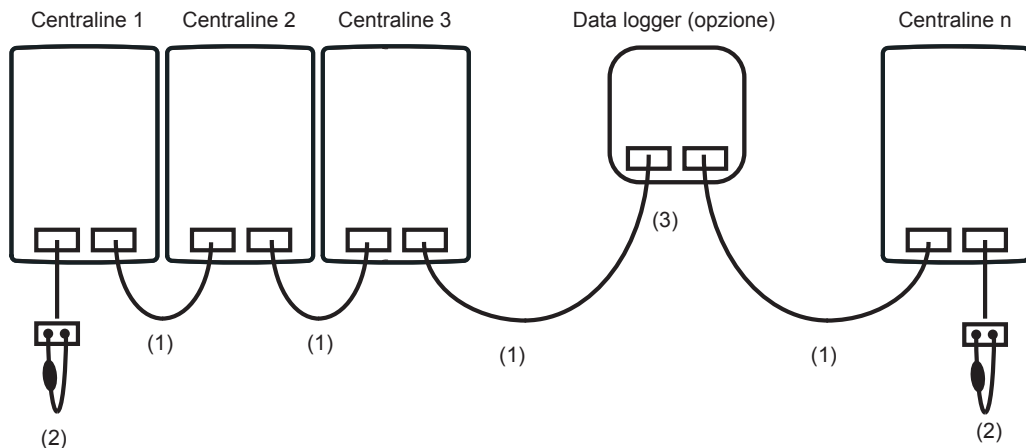 Centraline 1
Centraline 2
Centraline 3
Data logger (opzione)
Centraline n
(3)
(1)
(1)
(1)
(1)
(2)
(2)